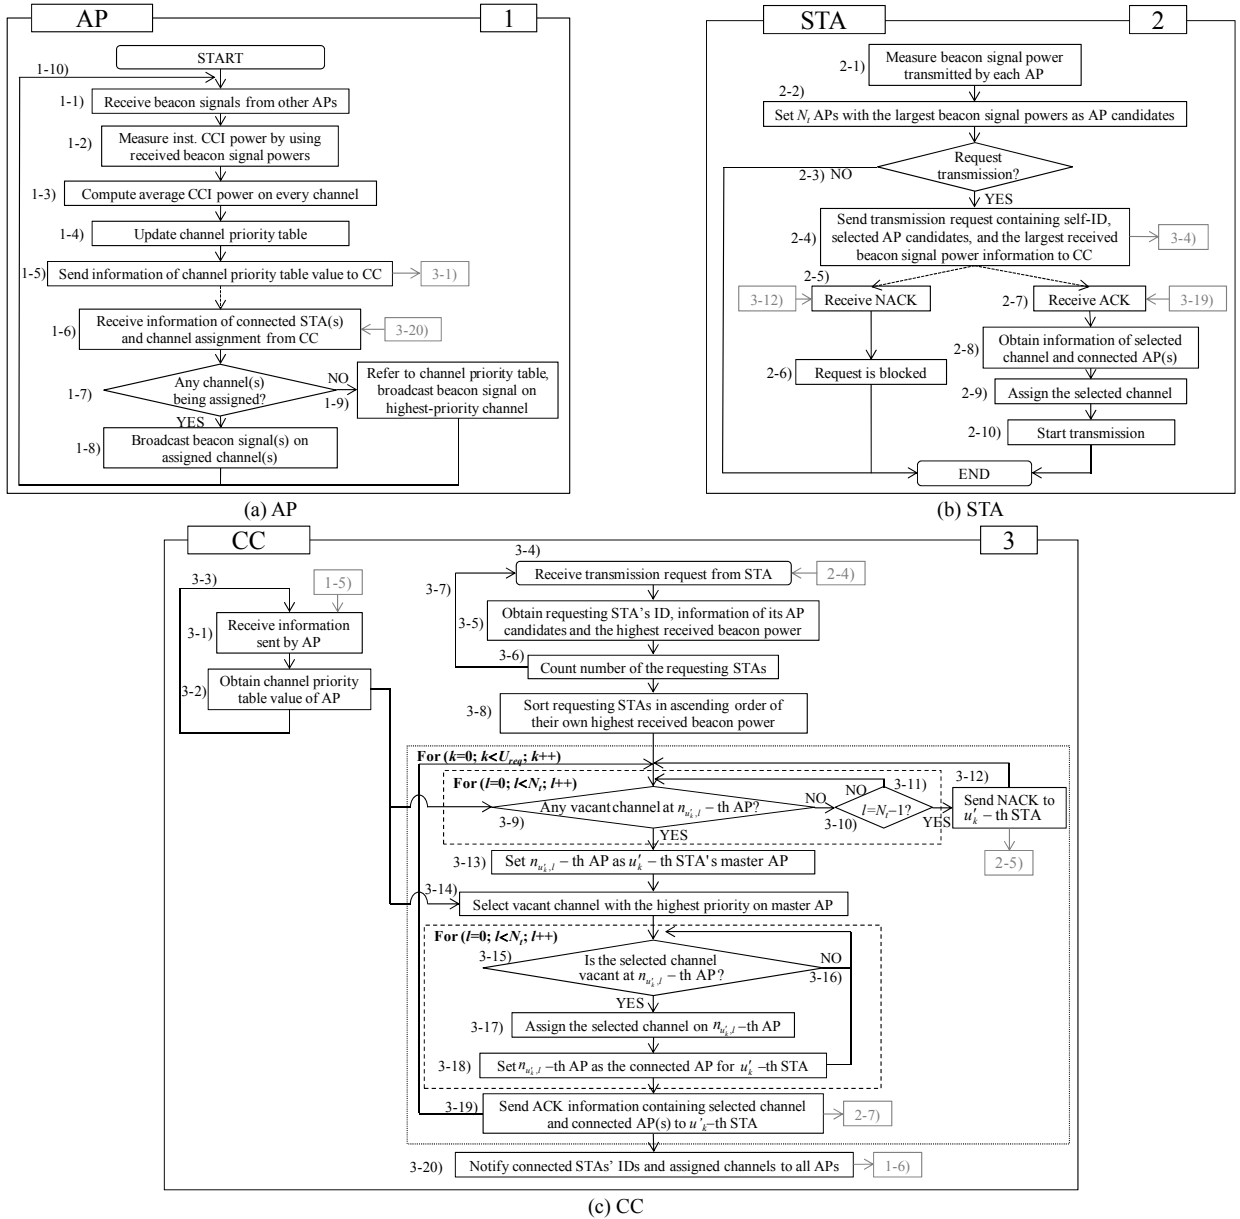 AP
1
START
1-10)
1-1)
Receive beacon signals from other APs
1-2)
Measure inst. CCI power by using
received beacon signal powers
1-3)
Compute average CCI power on every channel
1-4)
Update channel priority table
1-5)
Send information of channel priority table value to CC
3-1)
1-6)
Receive information of connected STA(s)
and channel assignment from CC
3-20)
1-7)
Any channel(s)
being assigned?
NO
1-9)
Refer to channel priority table,
broadcast beacon signal on
highest-priority channel
YES
1-8)
Broadcast beacon signal(s) on
assigned channel(s)
(a) AP
STA
2
2-1)
Measure beacon signal power
transmitted by each AP
2-2)
Set N_t APs with the largest beacon signal powers as AP candidates
Request
transmission?
2-3) NO
YES
2-4)
Send transmission request containing self-ID,
selected AP candidates, and the largest received
beacon signal power information to CC
3-4)
2-5)
3-12)
Receive NACK
2-7)
Receive ACK
3-19)
2-8)
Obtain information of selected
channel and connected AP(s)
2-6)
Request is blocked
2-9)
Assign the selected channel
2-10)
Start transmission
END
(b) STA
CC
3
3-3)
1-5)
3-1)
Receive information
sent by AP
3-2)
Obtain channel priority
table value of AP
3-4)
Receive transmission request from STA
2-4)
3-7)
3-5)
Obtain requesting STA's ID, information of its AP
candidates and the highest received beacon power
3-6)
Count number of the requesting STAs
3-8)
Sort requesting STAs in ascending order of
their own highest received beacon power
For (k=0; k<U_req; k++)
For (l=0; l<N_t; l++)
3-9)
Any vacant channel at n_{u'_k,l} – th AP?
NO
3-10)
NO
3-11)
l=N_t–1?
YES
3-12)
Send NACK to
u'_k – th STA
2-5)
YES
3-13)
Set n_{u'_k,l} – th AP as u'_k – th STA's master AP
3-14)
Select vacant channel with the highest priority on master AP
For (l=0; l<N_t; l++)
3-15)
Is the selected channel
vacant at n_{u'_k,l} – th AP?
NO
3-16)
YES
3-17)
Assign the selected channel on n_{u'_k,l} –th AP
3-18)
Set n_{u'_k,l} –th AP as the connected AP for u'_k –th STA
3-19)
Send ACK information containing selected channel
and connected AP(s) to u'_k–th STA
2-7)
3-20)
Notify connected STAs' IDs and assigned channels to all APs
1-6)
(c) CC